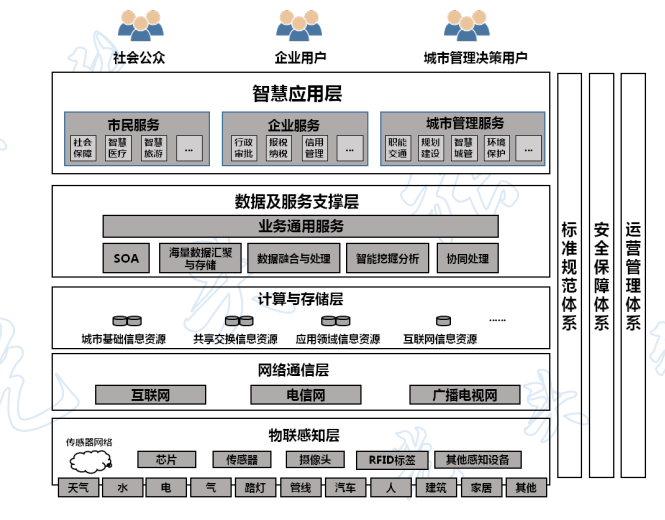 社会公众
企业用户
城市管理决策用户
智慧应用层
市民服务
社会
保障
智慧
医疗
智慧
旅游
...
企业服务
行政
审批
报税
纳税
信用
管理
...
城市管理服务
职能
交通
规划
建设
智慧
城管
环境
保护
...
数据及服务支撑层
业务通用服务
SOA
海量数据汇聚
与存储
数据融合与处理
智能挖掘分析
协同处理
计算与存储层
城市基础信息资源
共享交换信息资源
应用领域信息资源
互联网信息资源
......
网络通信层
互联网
电信网
广播电视网
物联感知层
传感器网络
芯片
传感器
摄像头
RFID标签
其他感知设备
天气
水
电
气
路灯
管线
汽车
人
建筑
家居
其他
标准规范体系
安全保障体系
运营管理体系